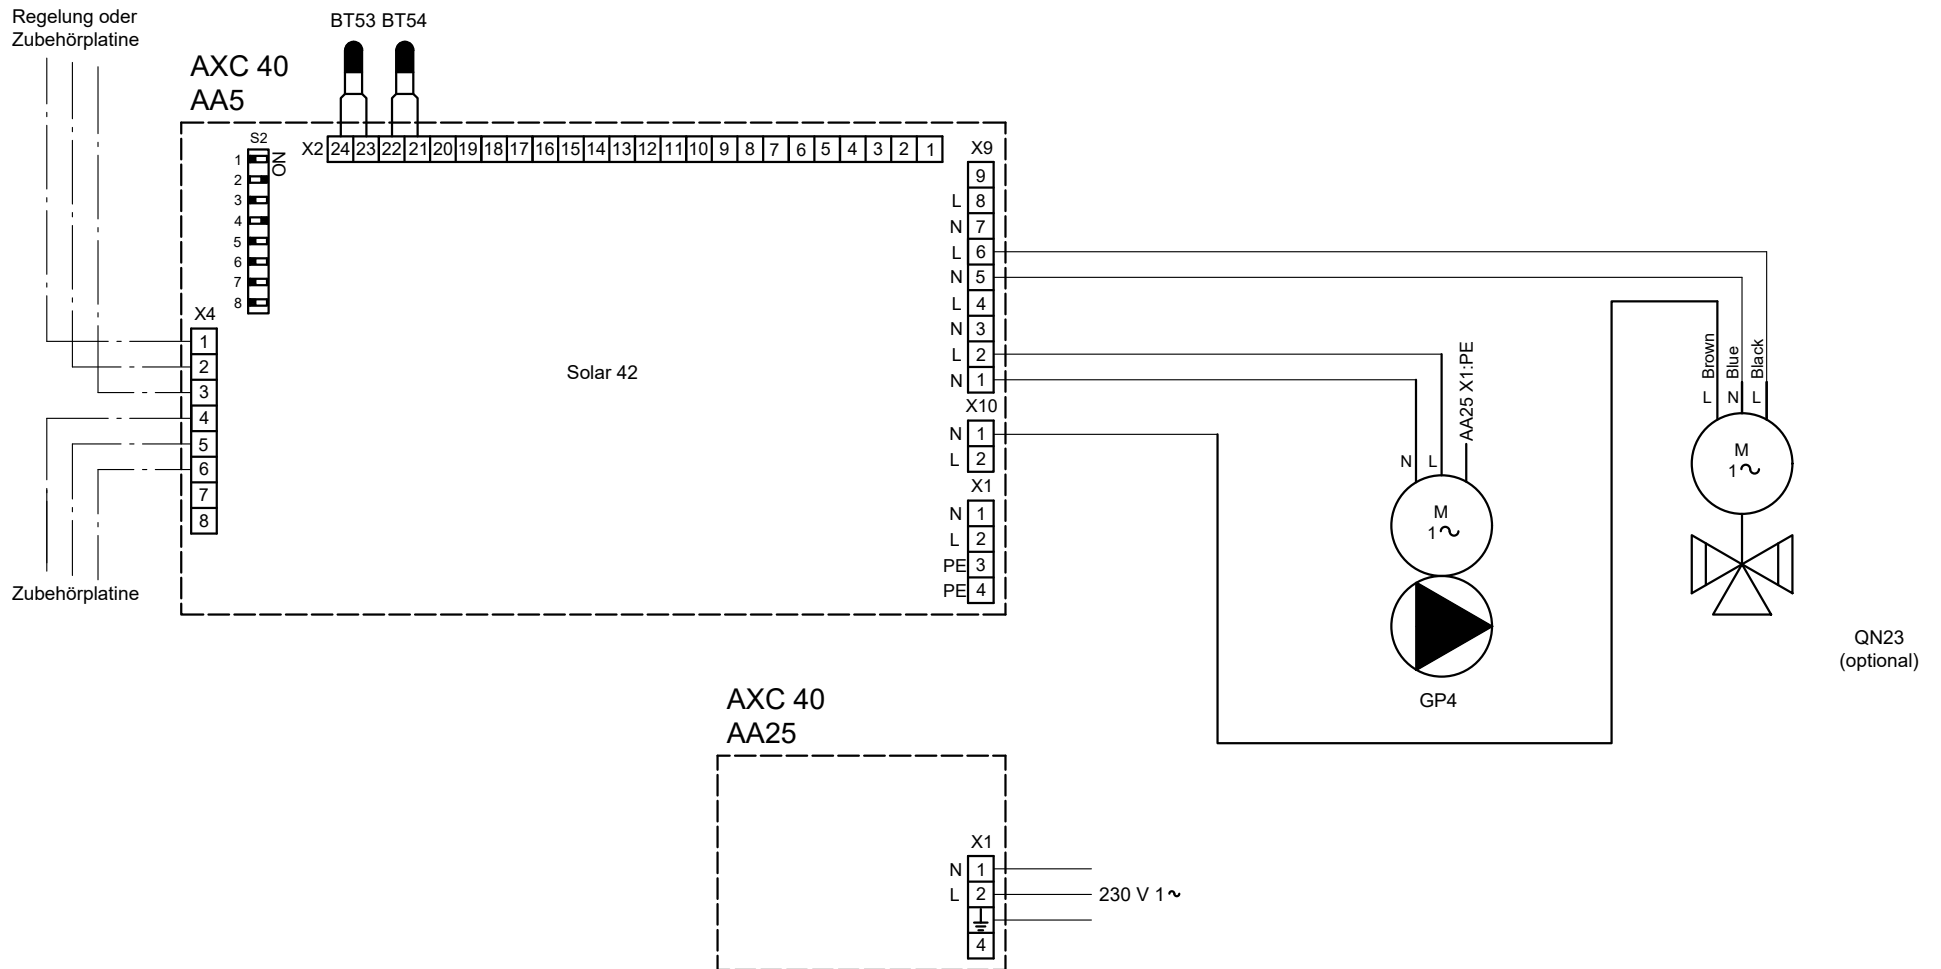 Regelung oder
Zubehörplatine
BT53 BT54
AXC 40
AA5
S2
ON
1
2
3
4
5
6
7
8
X2 24 23 22 21 20 19 18 17 16 15 14 13 12 11 10 9 8 7 6 5 4 3 2 1
X4
1
2
3
4
5
6
7
8
Zubehörplatine
Solar 42
X9
9
L 8
N 7
L 6
N 5
L 4
N 3
L 2
N 1
X10
N 1
L 2
X1
N 1
L 2
PE 3
PE 4
N L AA25 X1:PE
M
1~
GP4
Brown Blue Black
L N L
M
1~
QN23
(optional)
AXC 40
AA25
X1
N 1
L 2
4
230 V 1~